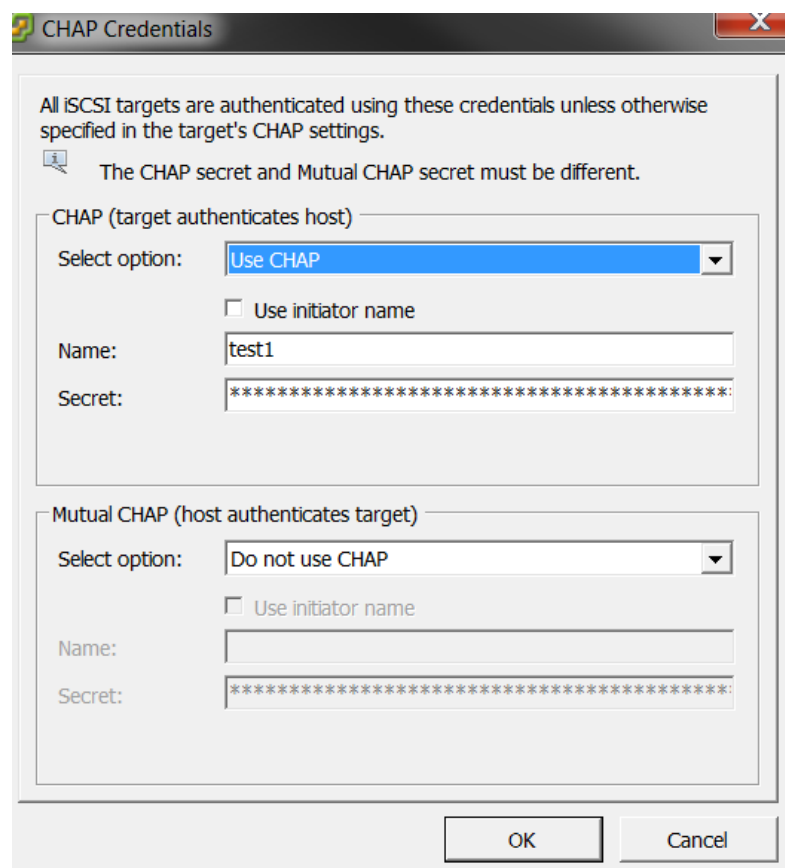 CHAP Credentials
All iSCSI targets are authenticated using these credentials unless otherwise
specified in the target's CHAP settings.
The CHAP secret and Mutual CHAP secret must be different.
CHAP (target authenticates host)
Select option: Use CHAP
Use initiator name
Name: test1
Secret: ******************************************
Mutual CHAP (host authenticates target)
Select option: Do not use CHAP
Use initiator name
Name:
Secret: ******************************************
OK Cancel